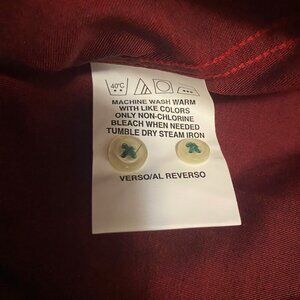 40°C
MACHINE WASH WARM
WITH LIKE COLORS
ONLY NON-CHLORINE
BLEACH WHEN NEEDED
TUMBLE DRY STEAM IRON
VERSO/AL REVERSO